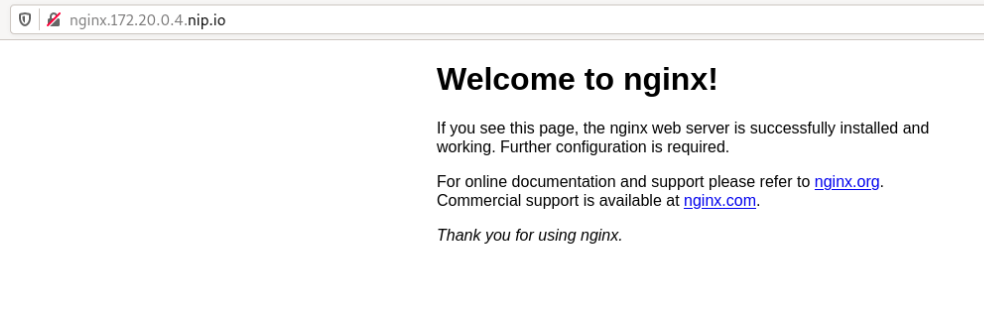 nginx.172.20.0.4.nip.io
Welcome to nginx!
If you see this page, the nginx web server is successfully installed and
working. Further configuration is required.
For online documentation and support please refer to nginx.org.
Commercial support is available at nginx.com.
Thank you for using nginx.